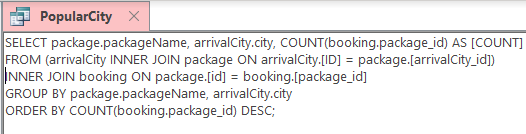 PopularCity
SELECT package.packageName, arrivalCity.city, COUNT(booking.package_id) AS [COUNT]
FROM (arrivalCity INNER JOIN package ON arrivalCity.[ID] = package.[arrivalCity_id])
INNER JOIN booking ON package.[id] = booking.[package_id]
GROUP BY package.packageName, arrivalCity.city
ORDER BY COUNT(booking.package_id) DESC;